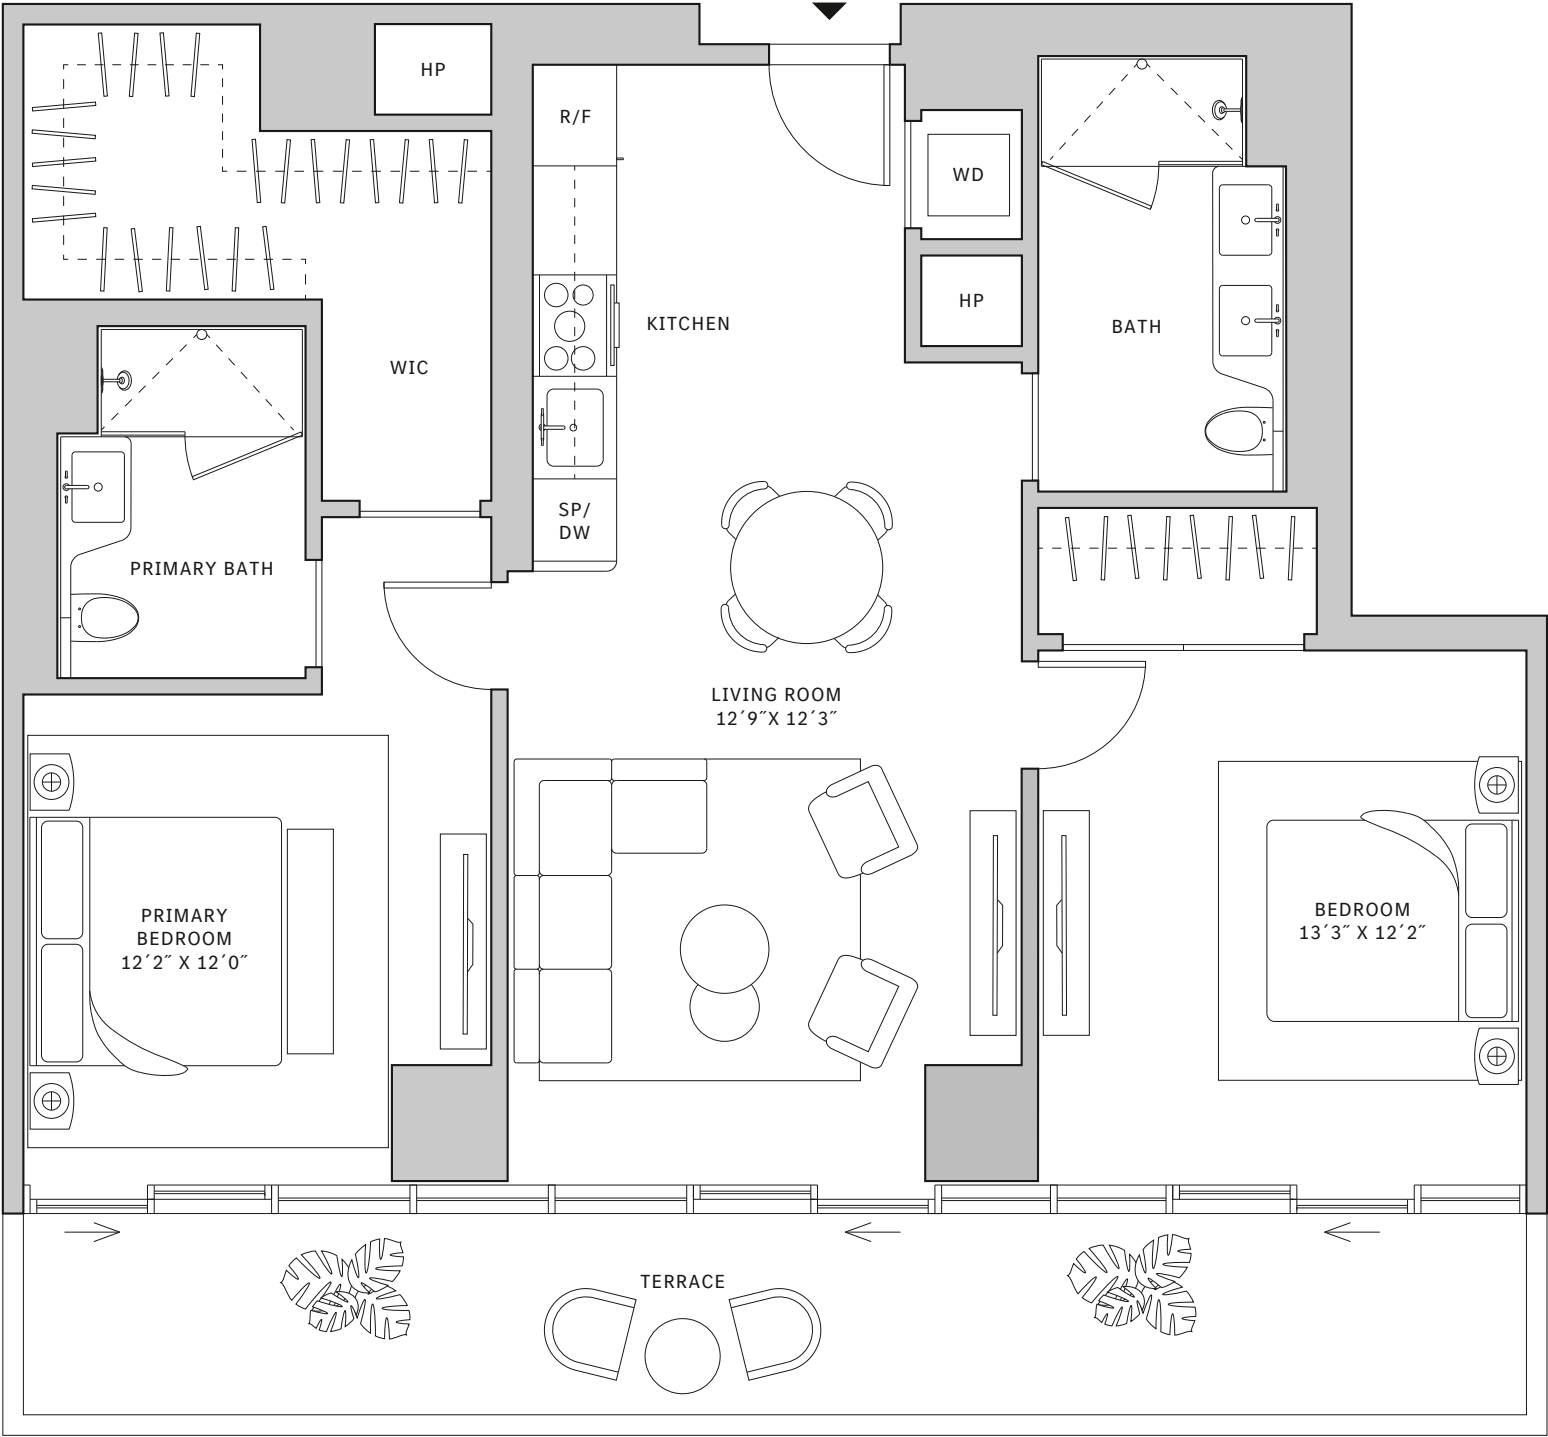 HP
R/F
WD
HP
KITCHEN
BATH
WIC
SP/
DW
PRIMARY BATH
LIVING ROOM
12´9˝X 12´3˝
PRIMARY
BEDROOM
12´2˝ X 12´0˝
BEDROOM
13´3˝ X 12´2˝
TERRACE